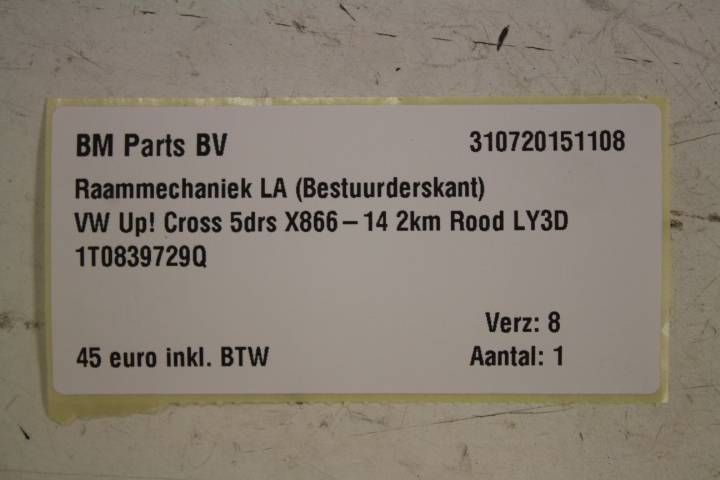 BM Parts BV 310720151108
Raammechaniek LA (Bestuurderskant)
VW Up! Cross 5drs X866-14 2km Rood LY3D
1T0839729Q
Verz: 8
45 euro inkl. BTW Aantal: 1